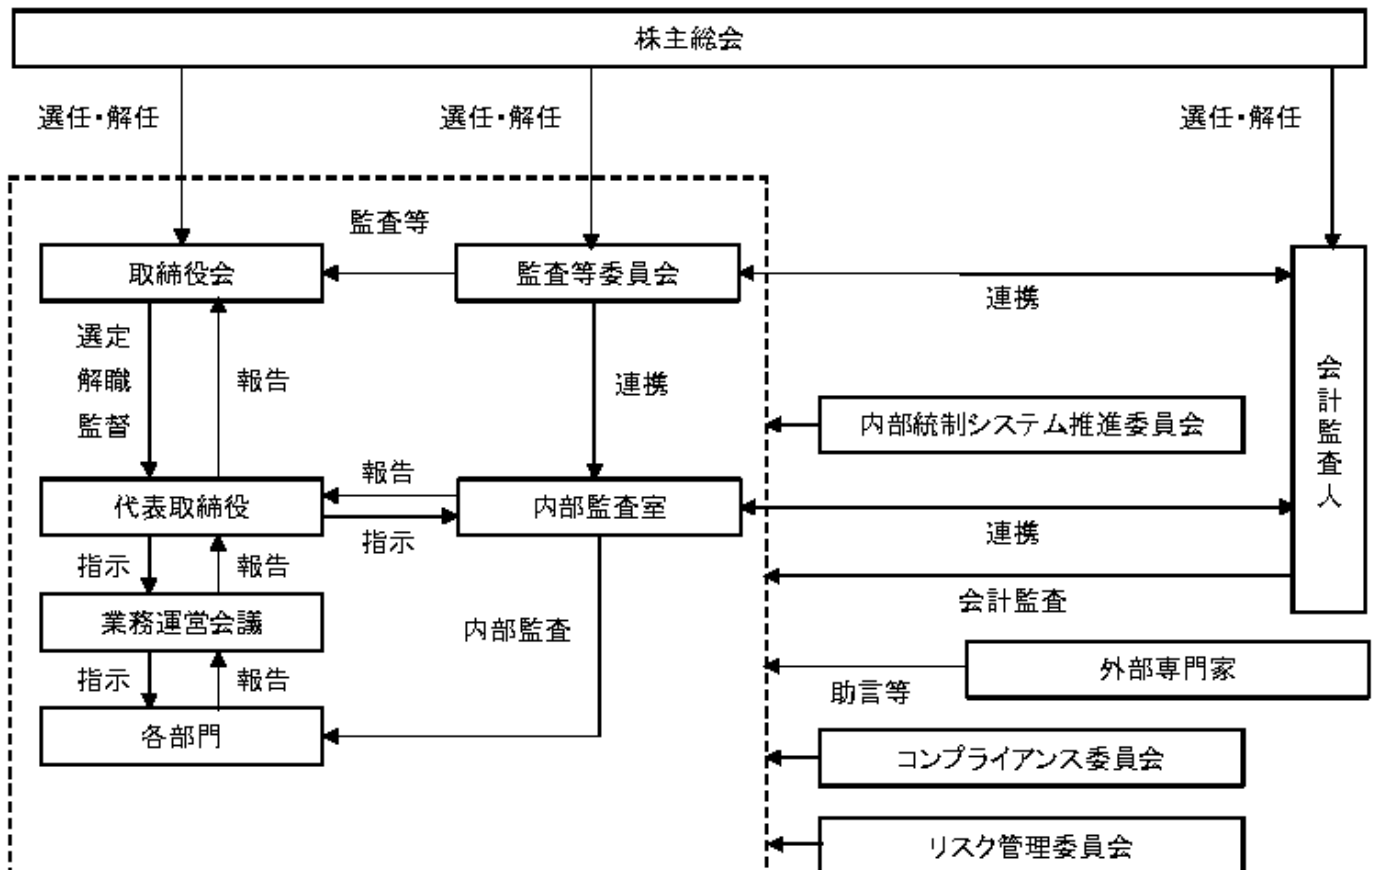 株主総会
選任・解任
選任・解任
選任・解任
監査等
取締役会
監査等委員会
連携
選定
解職
監督
報告
連携
会計監査人
内部統制システム推進委員会
報告
代表取締役
内部監査室
指示
連携
指示
報告
会計監査
業務運営会議
内部監査
指示
報告
外部専門家
助言等
各部門
コンプライアンス委員会
リスク管理委員会